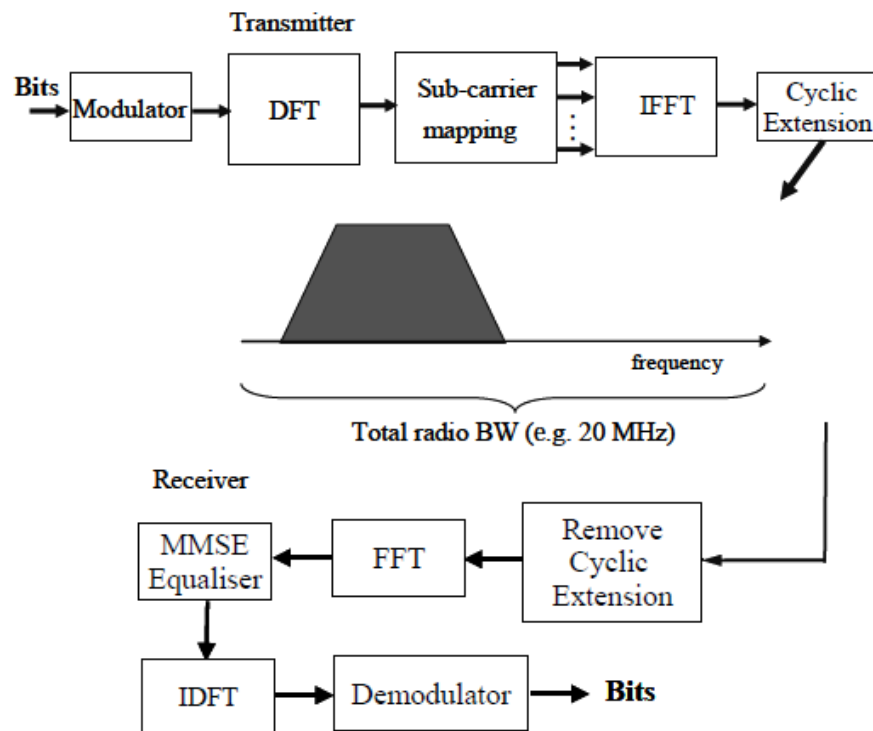 Transmitter
Bits
Modulator
DFT
Sub-carrier
mapping
IFFT
Cyclic
Extension
frequency
Total radio BW (e.g. 20 MHz)
Receiver
MMSE
Equaliser
FFT
Remove
Cyclic
Extension
IDFT
Demodulator
Bits